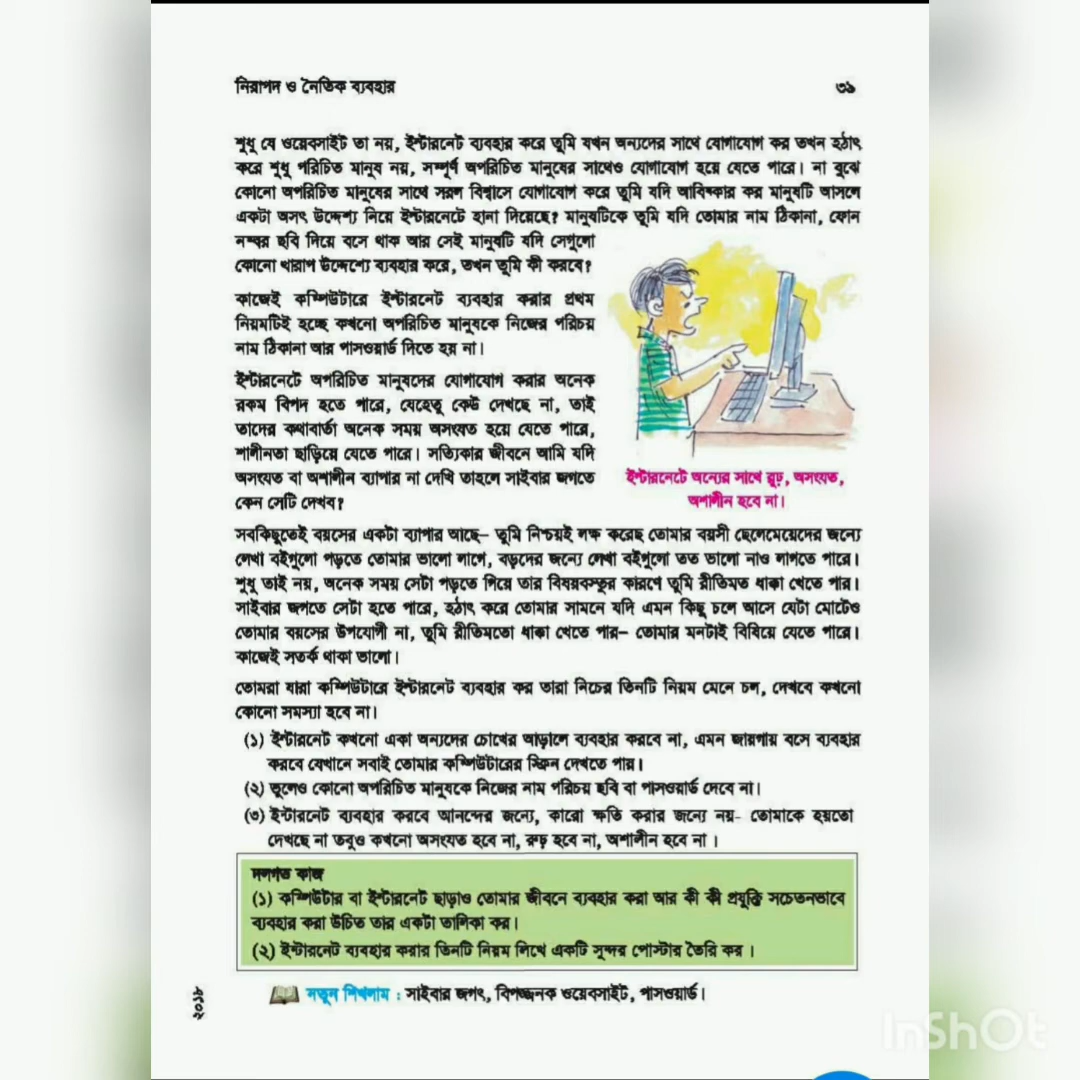 নিরাপদ ও নৈতিক ব্যবহার ৩৯
শুধু যে ওয়েবসাইট তা নয়, ইন্টারনেট ব্যবহার করে তুমি যখন অন্যদের সাথে যোগাযোগ কর তখন হঠাৎ
করে শুধু পরিচিত মানুষ নয়, সম্পূর্ণ অপরিচিত মানুষের সাথেও যোগাযোগ হয়ে যেতে পারে। না বুঝে
কোনো অপরিচিত মানুষের সাথে সরল বিশ্বাসে যোগাযোগ করে তুমি যদি আবিষ্কার কর মানুষটি আসলে
একটা অসৎ উদ্দেশ্য নিয়ে ইন্টারনেটে হানা দিয়েছে? মানুষটিকে তুমি যদি তোমার নাম ঠিকানা, ফোন
নম্বর ছবি দিয়ে বসে থাক আর সেই মানুষটি যদি সেগুলো
কোনো খারাপ উদ্দেশ্যে ব্যবহার করে, তখন তুমি কী করবে?
কাজেই কম্পিউটারে ইন্টারনেট ব্যবহার করার প্রথম
নিয়মটিই হচ্ছে কখনো অপরিচিত মানুষকে নিজের পরিচয়
নাম ঠিকানা আর পাসওয়ার্ড দিতে হয় না।
ইন্টারনেটে অপরিচিত মানুষদের যোগাযোগ করার অনেক
রকম বিপদ হতে পারে, যেহেতু কেউ দেখছে না, তাই
তাদের কথাবার্তা অনেক সময় অসংযত হয়ে যেতে পারে,
শালীনতা ছাড়িয়ে যেতে পারে। সত্যিকার জীবনে আমি যদি
অসংযত বা অশালীন ব্যাপার না দেখি তাহলে সাইবার জগতে
কেন সেটি দেখব?
ইন্টারনেটে অন্যের সাথে রূঢ়, অসংযত,
অশালীন হবে না।
সবকিছুতেই বয়সের একটা ব্যাপার আছে– তুমি নিশ্চয়ই লক্ষ করেছ তোমার বয়সী ছেলেমেয়েদের জন্যে
লেখা বইগুলো পড়তে তোমার ভালো লাগে, বড়দের জন্যে লেখা বইগুলো তত ভালো নাও লাগতে পারে।
শুধু তাই নয়, অনেক সময় সেটা পড়তে গিয়ে তার বিষয়বস্তুর কারণে তুমি রীতিমত ধাক্কা খেতে পার।
সাইবার জগতে সেটা হতে পারে, হঠাৎ করে তোমার সামনে যদি এমন কিছু চলে আসে যেটা মোটেও
তোমার বয়সের উপযোগী না, তুমি রীতিমতো ধাক্কা খেতে পার– তোমার মনটাই বিষিয়ে যেতে পারে।
কাজেই সতর্ক থাকা ভালো।
তোমরা যারা কম্পিউটারে ইন্টারনেট ব্যবহার কর তারা নিচের তিনটি নিয়ম মেনে চল, দেখবে কখনো
কোনো সমস্যা হবে না।
(১) ইন্টারনেট কখনো একা অন্যদের চোখের আড়ালে ব্যবহার করবে না, এমন জায়গায় বসে ব্যবহার
করবে যেখানে সবাই তোমার কম্পিউটারের স্ক্রিন দেখতে পায়।
(২) ভুলেও কোনো অপরিচিত মানুষকে নিজের নাম পরিচয় ছবি বা পাসওয়ার্ড দেবে না।
(৩) ইন্টারনেট ব্যবহার করবে আনন্দের জন্যে, কারো ক্ষতি করার জন্যে নয়- তোমাকে হয়তো
দেখছে না তবুও কখনো অসংযত হবে না, রুঢ় হবে না, অশালীন হবে না ।
দলগত কাজ
(১) কম্পিউটার বা ইন্টারনেট ছাড়াও তোমার জীবনে ব্যবহার করা আর কী কী প্রযুক্তি সচেতনভাবে
ব্যবহার করা উচিত তার একটা তালিকা কর।
(২) ইন্টারনেট ব্যবহার করার তিনটি নিয়ম লিখে একটি সুন্দর পোস্টার তৈরি কর ।
নতুন শিখলাম : সাইবার জগৎ, বিপজ্জনক ওয়েবসাইট, পাসওয়ার্ড।
২০১৮
InShOt